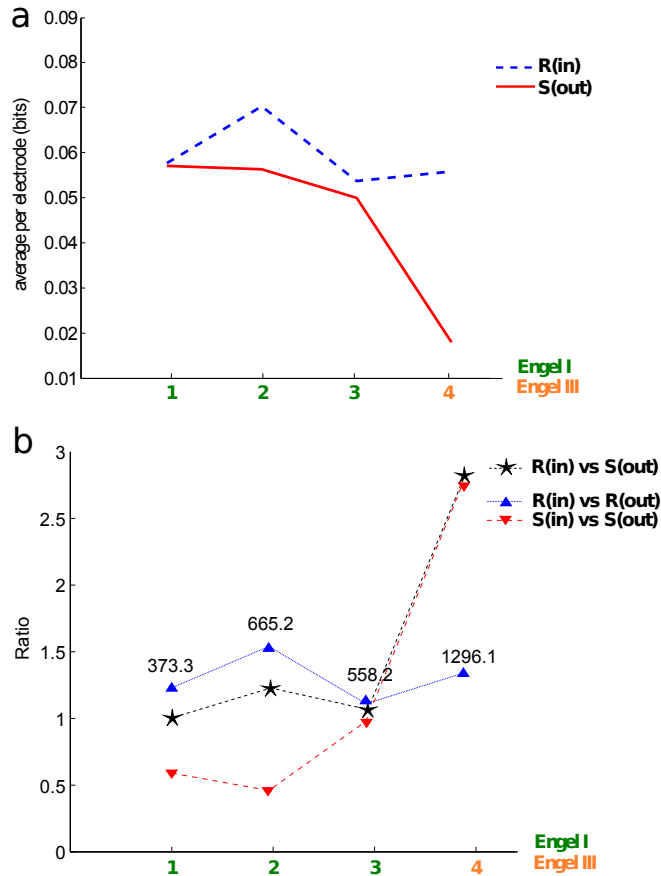 a
0.09
0.08
0.07
0.06
0.05
0.04
0.03
0.02
0.01
average per electrode (bits)
R(in)
S(out)
1 2 3 4
Engel I
Engel III
b
3
2.5
2
1.5
1
0.5
0
Ratio
R(in) vs S(out)
R(in) vs R(out)
S(in) vs S(out)
373.3
665.2
558.2
1296.1
1 2 3 4
Engel I
Engel III